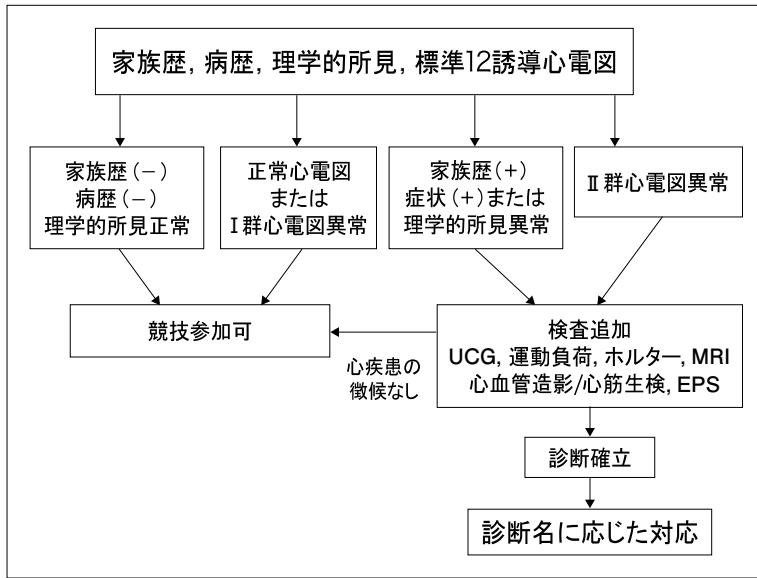 家族歴, 病歴, 理学的所見, 標準12誘導心電図
家族歴(−)
病歴(−)
理学的所見正常
正常心電図
または
Ⅰ群心電図異常
家族歴(+)
症状(+)または
理学的所見異常
Ⅱ群心電図異常
競技参加可
心疾患の
徴候なし
検査追加
UCG, 運動負荷, ホルター, MRI
心血管造影/心筋生検, EPS
診断確立
診断名に応じた対応